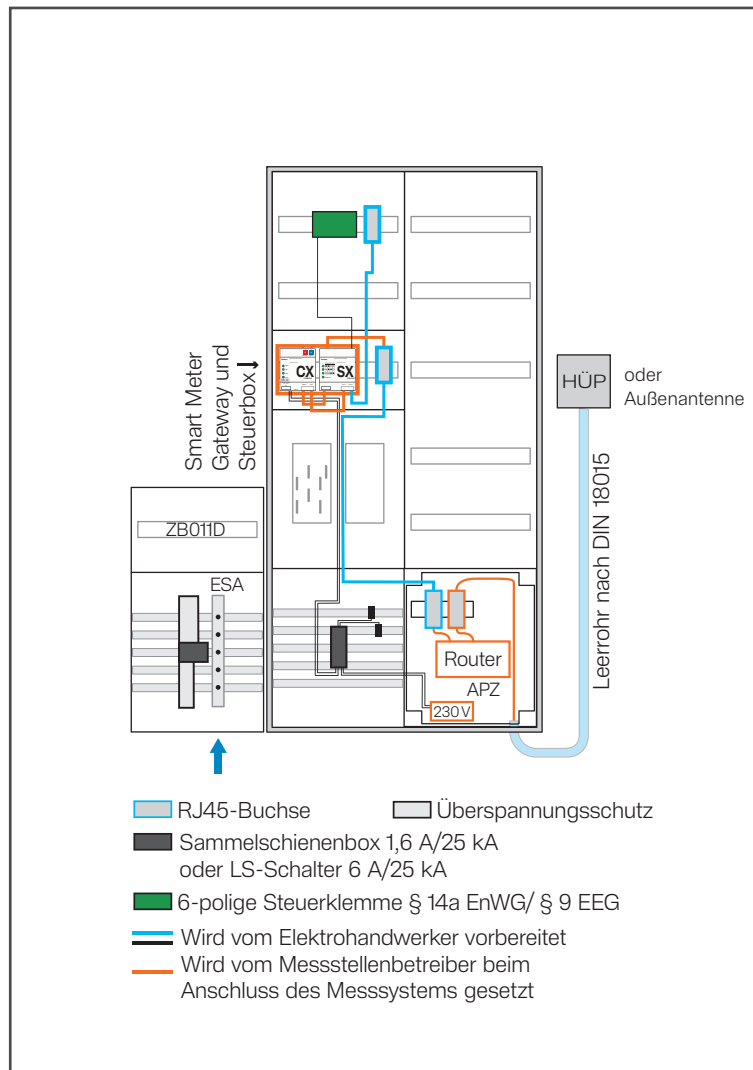 Smart Meter
Gateway und
Steuerbox
CX
SX
HÜP
oder
Außenantenne
Leerrohr nach DIN 18015
ZB011D
ESA
Router
APZ
230 V
RJ45-Buchse
Überspannungsschutz
Sammelschienenbox 1,6 A/25 kA
oder LS-Schalter 6 A/25 kA
6-polige Steuerklemme § 14a EnWG/ § 9 EEG
Wird vom Elektrohandwerker vorbereitet
Wird vom Messstellenbetreiber beim
Anschluss des Messsystems gesetzt